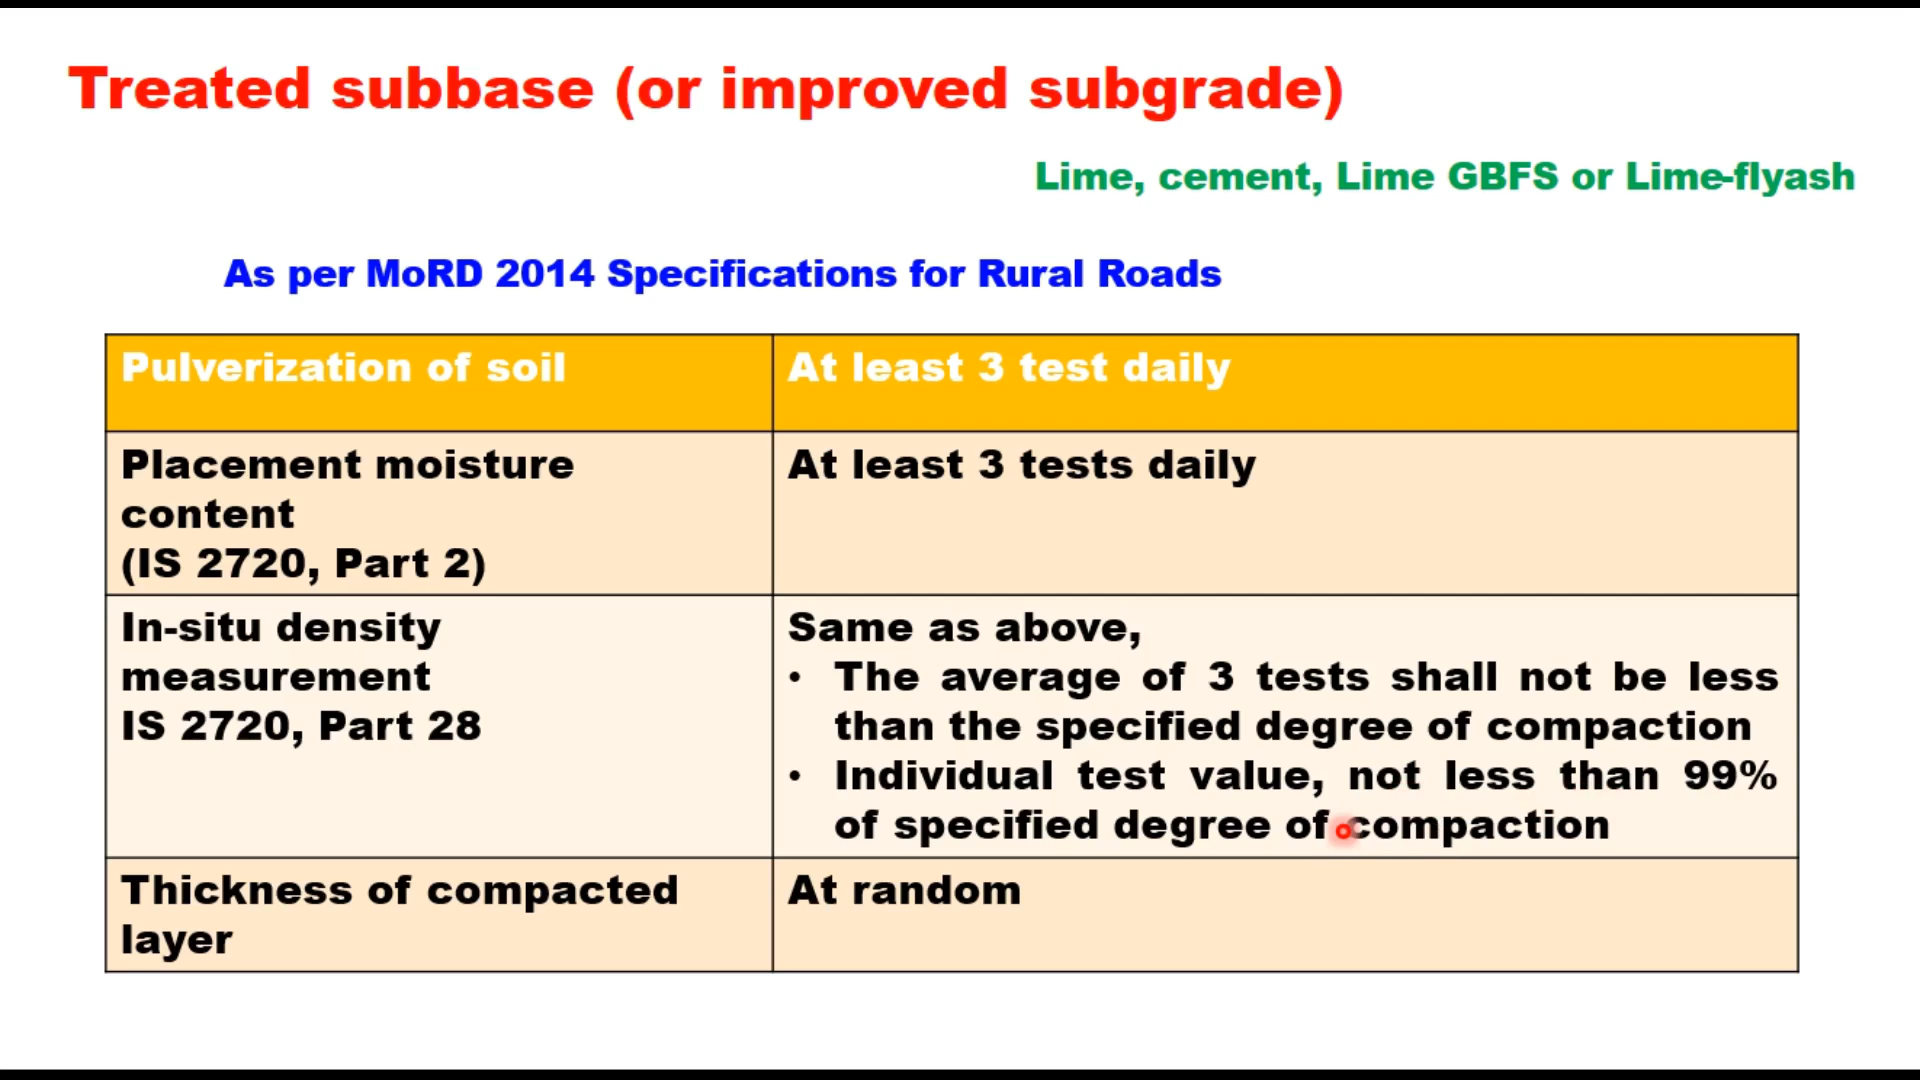 Treated subbase (or improved subgrade)
Lime, cement, Lime GBFS or Lime-flyash
As per MoRD 2014 Specifications for Rural Roads
Pulverization of soil
At least 3 test daily
Placement moisture
content
(IS 2720, Part 2)
At least 3 tests daily
In-situ density
measurement
IS 2720, Part 28
Same as above,
• The average of 3 tests shall not be less
than the specified degree of compaction
• Individual test value, not less than 99%
of specified degree of compaction
Thickness of compacted
layer
At random